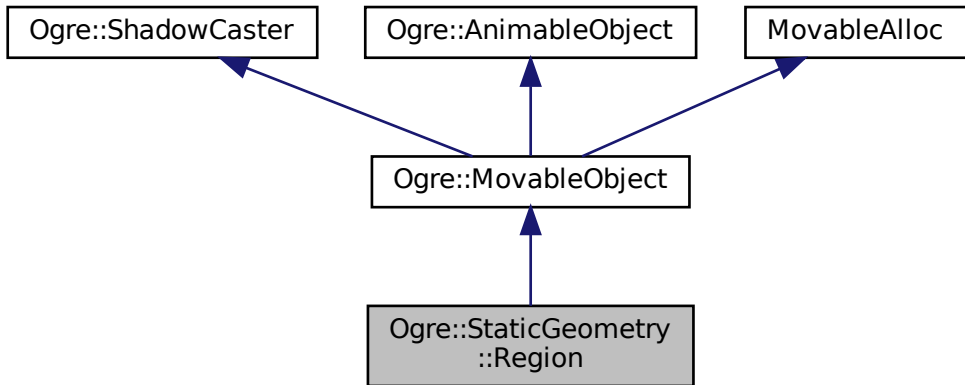 Ogre::ShadowCaster
Ogre::AnimableObject
MovableAlloc
Ogre::MovableObject
Ogre::StaticGeometry
::Region